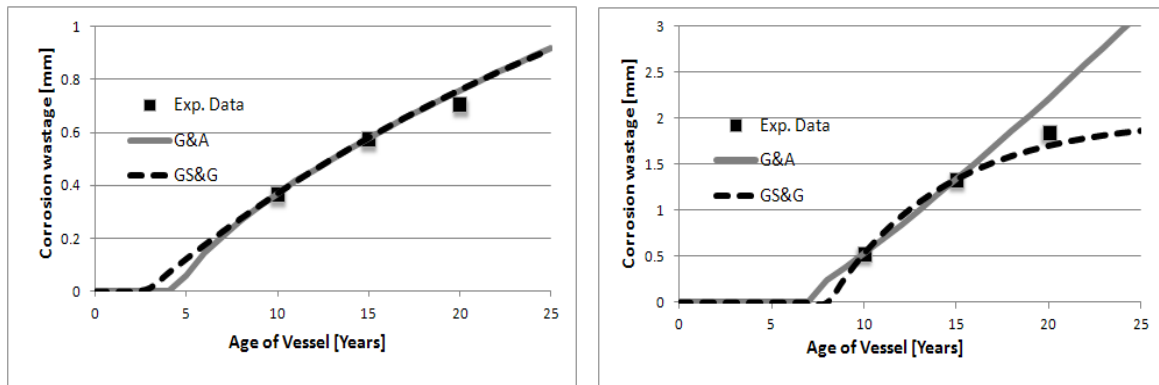 Corrosion wastage [mm]
1
0.8
0.6
0.4
0.2
0
Exp. Data
G&A
GS&G
0 5 10 15 20 25
Age of Vessel [Years]
Corrosion wastage [mm]
3
2.5
2
1.5
1
0.5
0
Exp. Data
G&A
GS&G
0 5 10 15 20 25
Age of Vessel [Years]